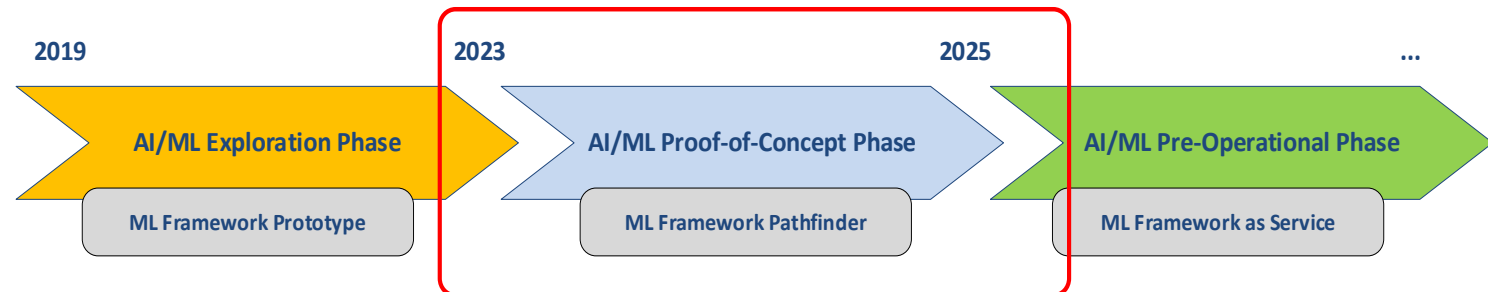 2019
2023
2025
...
AI/ML Exploration Phase
AI/ML Proof-of-Concept Phase
AI/ML Pre-Operational Phase
ML Framework Prototype
ML Framework Pathfinder
ML Framework as Service